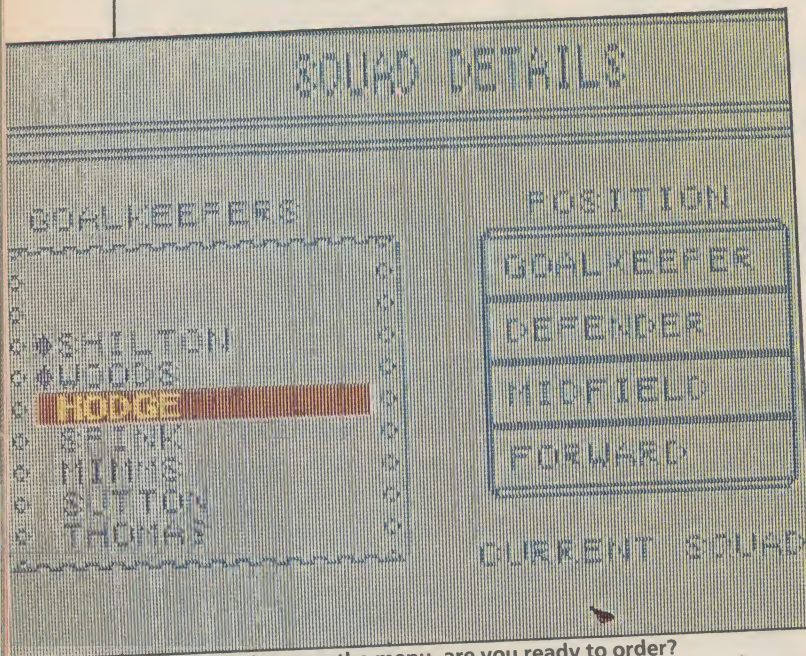 SQUAD DETAILS
GOALKEEPERS
SHILTON
WOODS
HODGE
SPINK
MIMMS
SUTTON
THOMAS
POSITION
GOALKEEPER
DEFENDER
MIDFIELD
FORWARD
CURRENT SQUAD
the menu, are you ready to order?